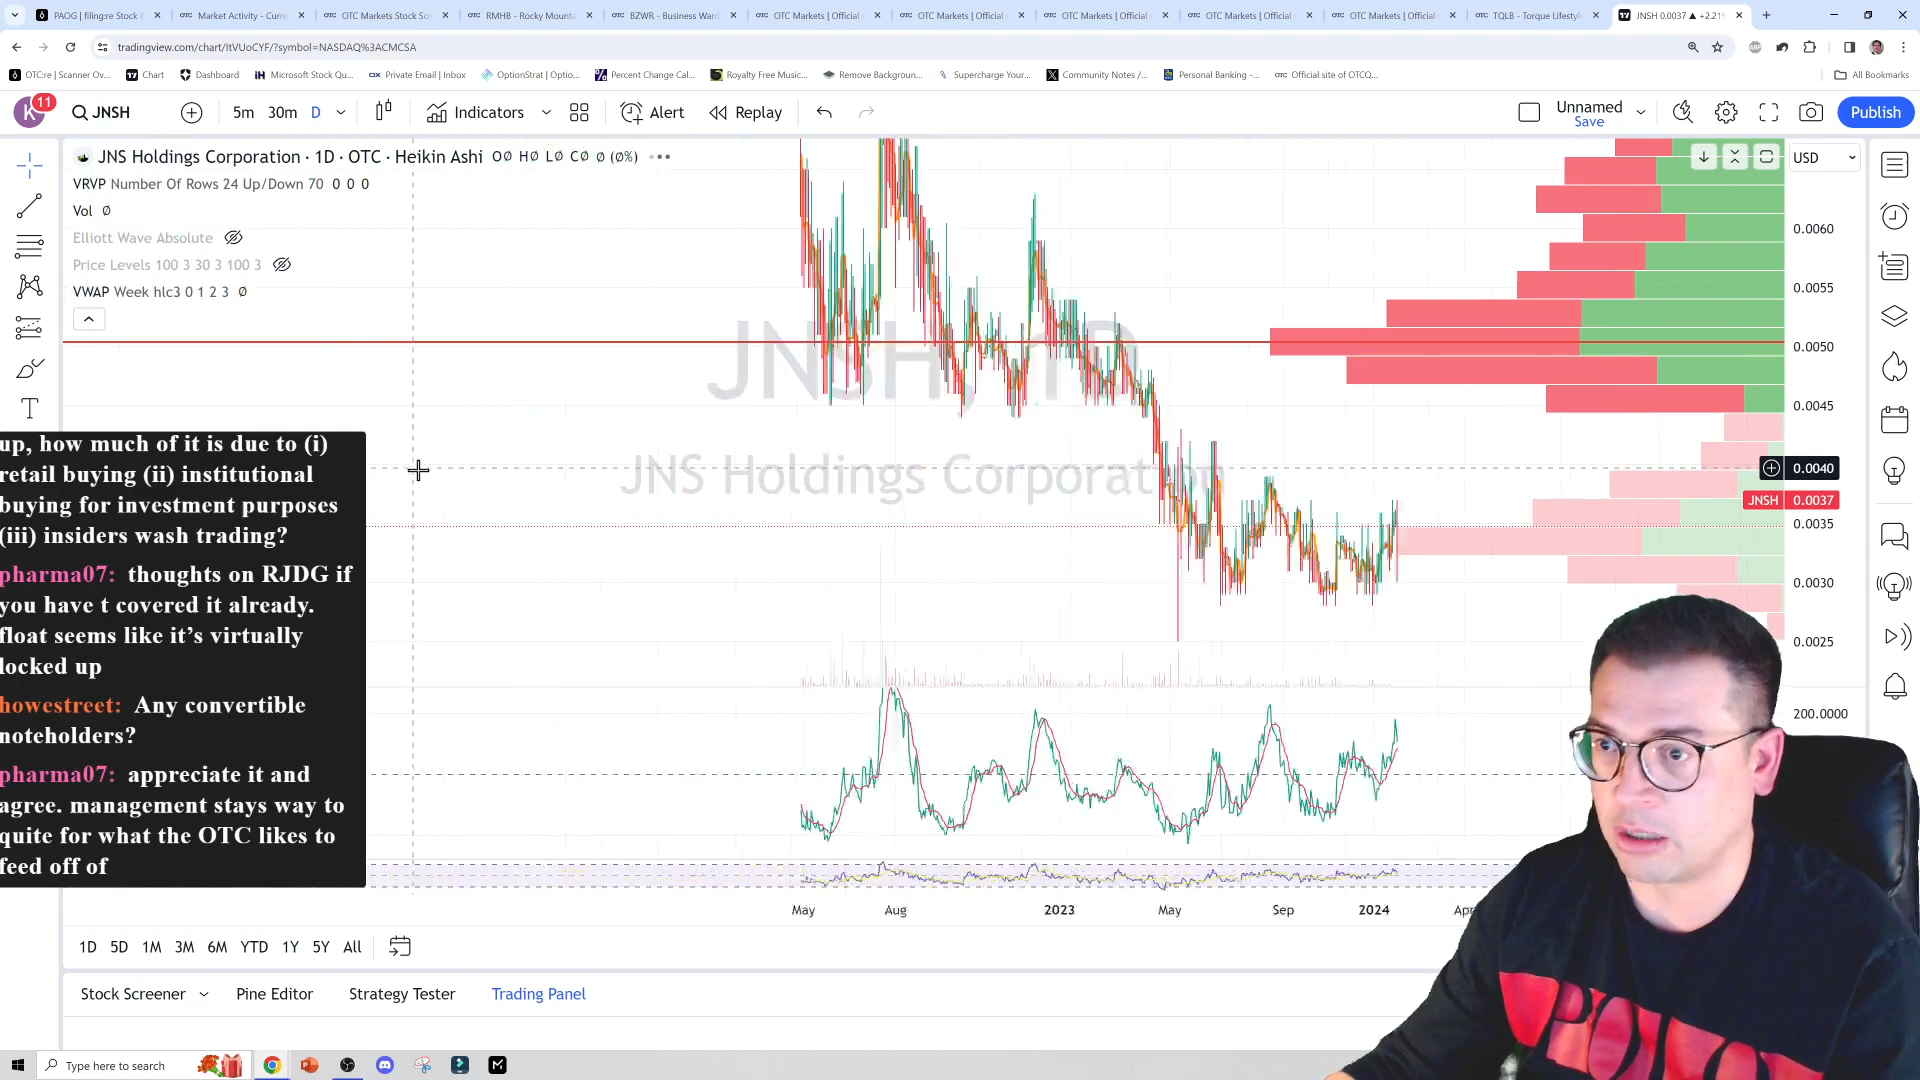 PAOG | filing:re Stock P
Market Activity - Curre
OTC Markets Stock Scr
RMHB - Rocky Mounta
BZWR - Business Warr
OTC Markets | Official s
OTC Markets | Official s
OTC Markets | Official s
OTC Markets | Official s
OTC Markets | Official s
TQLB - Torque Lifestyle
JNSH 0.0037 ▲ +2.21%
tradingview.com/chart/ItVUoCYF/?symbol=NASDAQ%3ACMCSA
OTC:re | Scanner Ov...
Chart
Dashboard
Microsoft Stock Qu...
Private Email | Inbox
OptionStrat | Optio...
Percent Change Cal...
Royalty Free Music...
Remove Backgroun...
Supercharge Your...
Community Notes /...
Personal Banking -...
Official site of OTCQ...
All Bookmarks
K 11
JNSH
5m 30m D
Indicators
Alert
Replay
Unnamed
Save
Publish
JNS Holdings Corporation · 1D · OTC · Heikin Ashi O∅ H∅ L∅ C∅ ∅ (∅%)
USD
VRVP Number Of Rows 24 Up/Down 70 0 0 0
Vol ∅
Elliott Wave Absolute
Price Levels 100 3 30 3 100 3
VWAP Week hlc3 0 1 2 3 ∅
JNSH, 1D
JNS Holdings Corporation
0.0060
0.0055
0.0050
0.0045
0.0040
JNSH 0.0037
0.0035
0.0030
0.0025
200.0000
up, how much of it is due to (i)
retail buying (ii) institutional
buying for investment purposes
(iii) insiders wash trading?
pharma07: thoughts on RJDG if
you have t covered it already.
float seems like it's virtually
locked up
howestreet: Any convertible
noteholders?
pharma07: appreciate it and
agree. management stays way to
quite for what the OTC likes to
feed off of
May Aug 2023 May Sep 2024 Apr
1D 5D 1M 3M 6M YTD 1Y 5Y All
Stock Screener
Pine Editor
Strategy Tester
Trading Panel
Type here to search